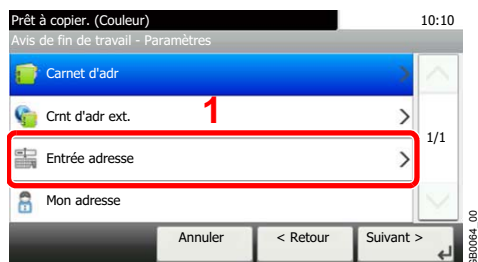 Prêt à copier. (Couleur) 10:10
Avis de fin de travail - Paramètres
Carnet d'adr
Crnt d'adr ext.
1
1/1
Entrée adresse
Mon adresse
Annuler < Retour Suivant >
GB0064_00